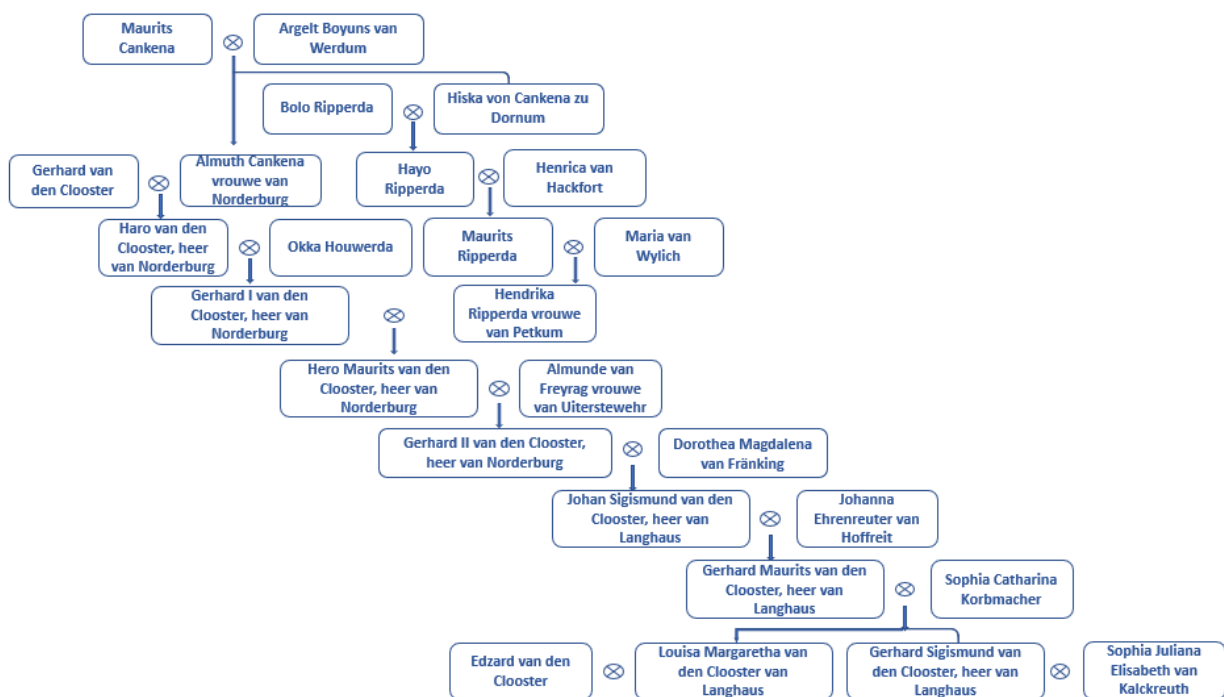 Maurits
Cankena
Argelt Boyuns van
Werdum
Bolo Ripperda
Hiska von Cankena zu
Dornum
Gerhard van
den Clooster
Almuth Cankena
vrouwe van
Norderburg
Hayo
Ripperda
Henrica van
Hackfort
Haro van den
Clooster, heer
van Norderburg
Okka Houwerda
Maurits
Ripperda
Maria van
Wylich
Gerhard I van den
Clooster, heer van
Norderburg
Hendrika
Ripperda vrouwe
van Petkum
Hero Maurits van den
Clooster, heer van
Norderburg
Almunde van
Freyrag vrouwe
van Uiterstewehr
Gerhard II van den Clooster,
heer van Norderburg
Dorothea Magdalena
van Fränking
Johan Sigismund van den
Clooster, heer van
Langhaus
Johanna
Ehrenreuter van
Hoffreit
Gerhard Maurits van den
Clooster, heer van
Langhaus
Sophia Catharina
Korbmacher
Edzard van den
Clooster
Louisa Margaretha van
den Clooster van
Langhaus
Gerhard Sigismund van
den Clooster, heer van
Langhaus
Sophia Juliana
Elisabeth van
Kalckreuth